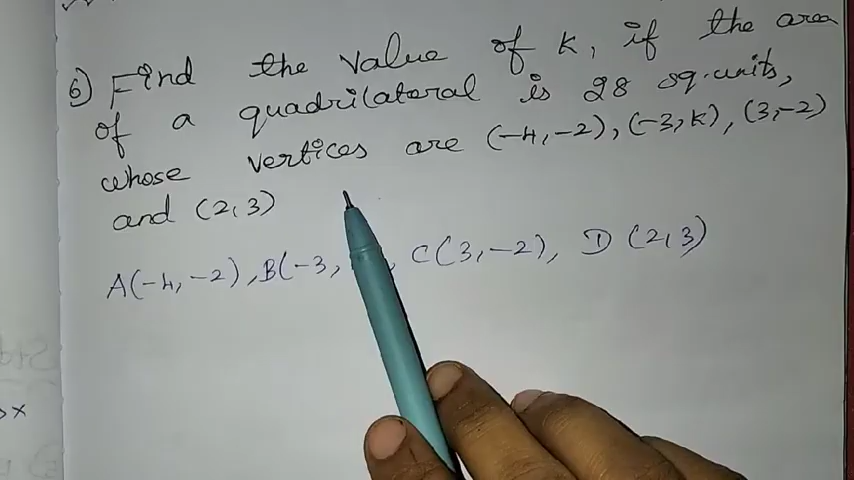 6) Find the value of k, if the area
of a quadrilateral is 28 sq.units,
whose vertices are (-4,-2), (-3,k), (3,-2)
and (2,3)
A(-4,-2), B(-3, , C(3,-2), D(2,3)